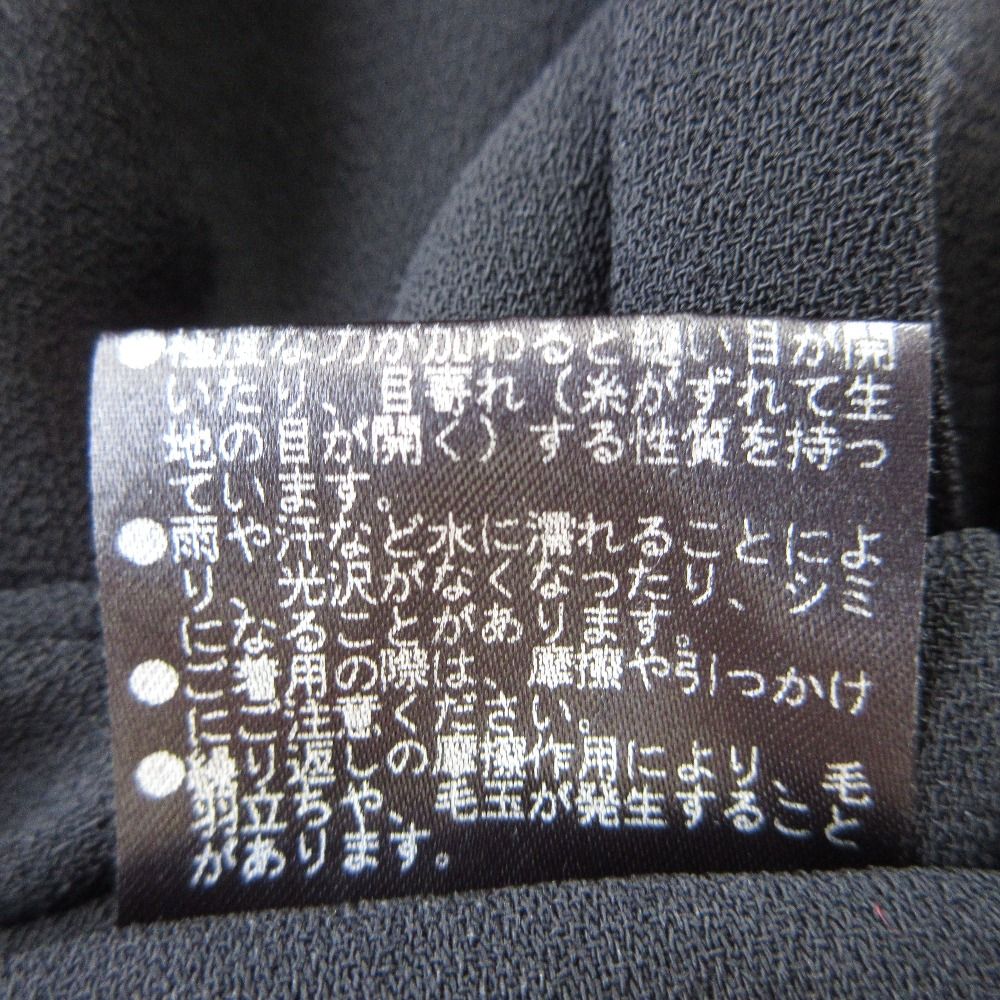 ●極度な力が加わると縫い目が開
いたり、目寄れ（糸がずれて生
地の目が開く）する性質を持っ
ています。
●雨や汗など水に濡れることによ
り、光沢がなくなったり、シミ
になることがあります。
●ご着用の際は、摩擦や引っかけ
にご注意ください。
●繰り返しの摩擦作用により、毛
羽立ちや、毛玉が発生すること
があります。